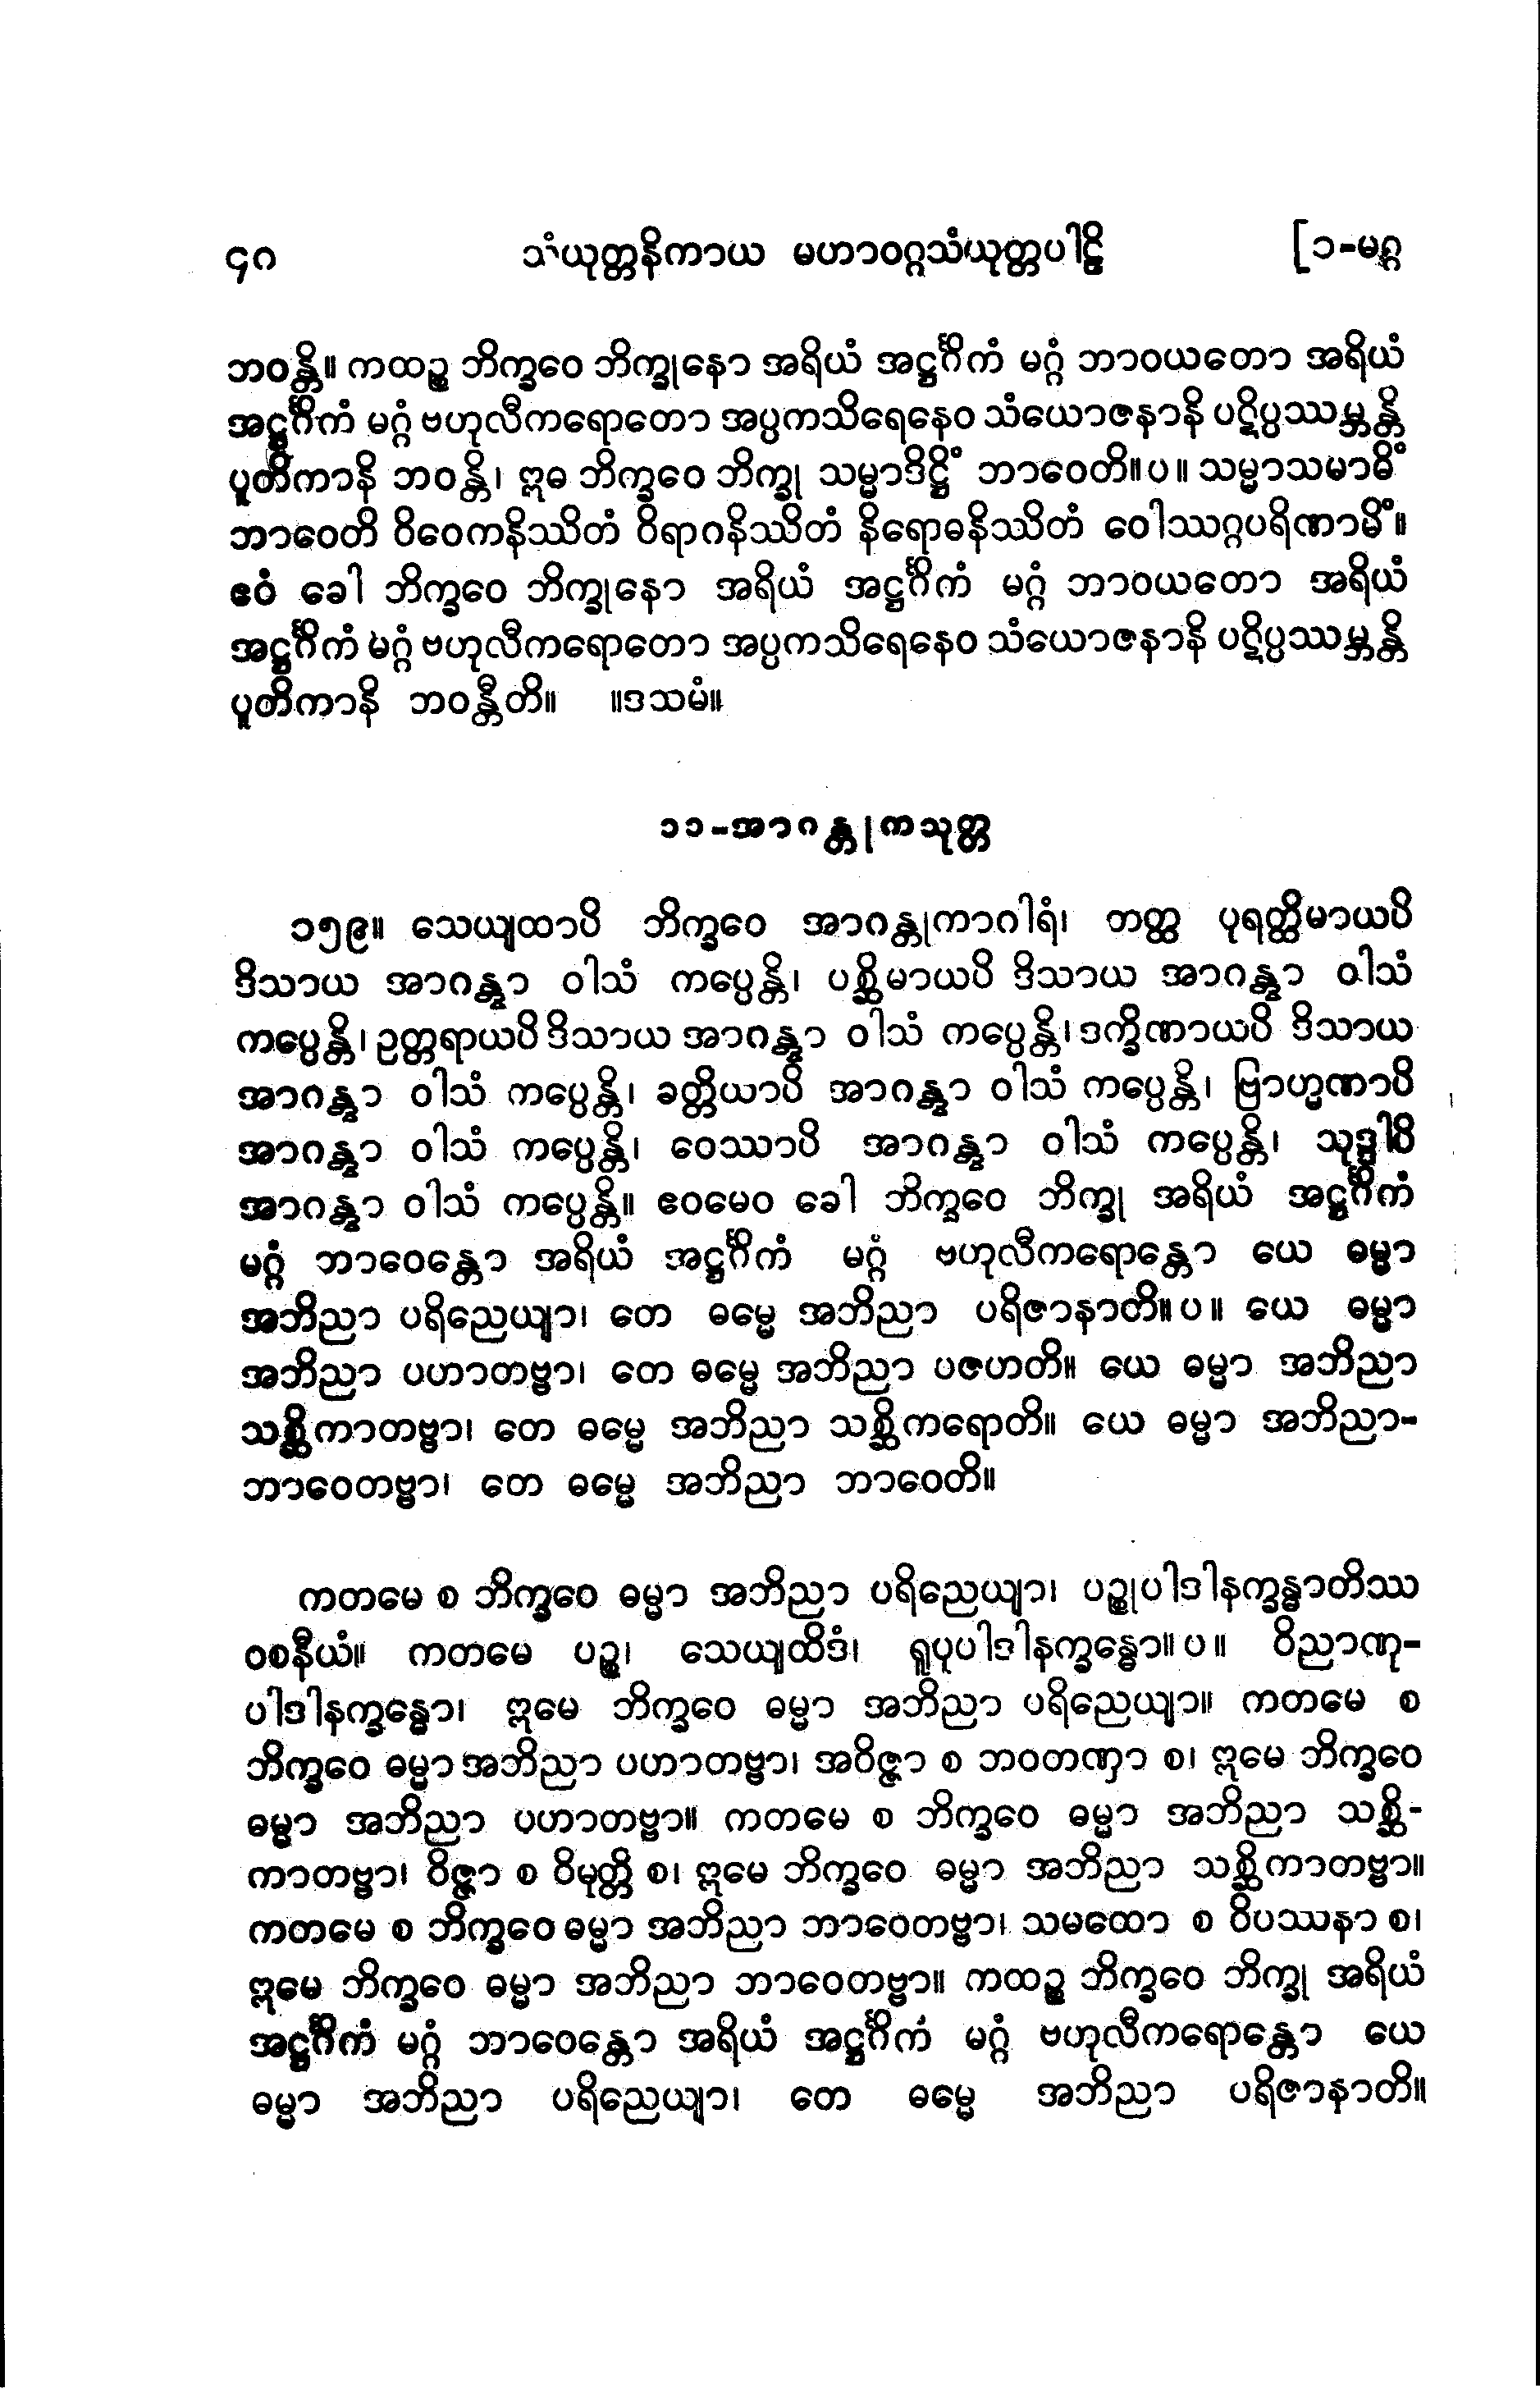 ၄၈ သံယုတ္တနိကာယ မဟာဝဂ္ဂသံယုတ္တပါဠိ [၁-မဂ္ဂ
ဘဝန္တိ။ ကထဉ္စ ဘိက္ခဝေ ဘိက္ခုနော အရိယံ အဋ္ဌင်္ဂိကံ မဂ္ဂံ ဘာဝယတော အရိယံ
အဋ္ဌင်္ဂိကံ မဂ္ဂံ ဗဟုလီကရောတော အပ္ပကသိရေနေဝ သံယောဇနာနိ ပဋိပ္ပဿမ္ဘန္တိ
ပူတိကာနိ ဘဝန္တိ၊ ဣဓ ဘိက္ခဝေ ဘိက္ခု သမ္မာဒိဋ္ဌိံ ဘာဝေတိ။ပ။ သမ္မာသမာဓိံ
ဘာဝေတိ ဝိဝေကနိဿိတံ ဝိရာဂနိဿိတံ နိရောဓနိဿိတံ ဝေါဿဂ္ဂပရိဏာမိံ။
ဧဝံ ခေါ ဘိက္ခဝေ ဘိက္ခုနော အရိယံ အဋ္ဌင်္ဂိကံ မဂ္ဂံ ဘာဝယတော အရိယံ
အဋ္ဌင်္ဂိကံ မဂ္ဂံ ဗဟုလီကရောတော အပ္ပကသိရေနေဝ သံယောဇနာနိ ပဋိပ္ပဿမ္ဘန္တိ
ပူတိကာနိ ဘဝန္တီတိ။ ။ဒသမံ။
၁၁-အာဂန္တုကသုတ္တ
၁၅၉။ သေယျထာပိ ဘိက္ခဝေ အာဂန္တုကာဂါရံ၊ တတ္ထ ပုရတ္ထိမာယပိ
ဒိသာယ အာဂန္တွာ ဝါသံ ကပ္ပေန္တိ၊ ပစ္ဆိမာယပိ ဒိသာယ အာဂန္တွာ ဝါသံ
ကပ္ပေန္တိ၊ ဥတ္တရာယပိ ဒိသာယ အာဂန္တွာ ဝါသံ ကပ္ပေန္တိ၊ ဒက္ခိဏာယပိ ဒိသာယ
အာဂန္တွာ ဝါသံ ကပ္ပေန္တိ၊ ခတ္တိယာပိ အာဂန္တွာ ဝါသံ ကပ္ပေန္တိ၊ ဗြာဟ္မဏာပိ
အာဂန္တွာ ဝါသံ ကပ္ပေန္တိ၊ ဝေဿာပိ အာဂန္တွာ ဝါသံ ကပ္ပေန္တိ၊ သုဒ္ဒါပိ
အာဂန္တွာ ဝါသံ ကပ္ပေန္တိ။ ဧဝမေဝ ခေါ ဘိက္ခဝေ ဘိက္ခု အရိယံ အဋ္ဌင်္ဂိကံ
မဂ္ဂံ ဘာဝေန္တော အရိယံ အဋ္ဌင်္ဂိကံ မဂ္ဂံ ဗဟုလီကရောန္တော ယေ ဓမ္မာ
အဘိညာ ပရိညေယျာ၊ တေ ဓမ္မေ အဘိညာ ပရိဇာနာတိ။ပ။ ယေ ဓမ္မာ
အဘိညာ ပဟာတဗ္ဗာ၊ တေ ဓမ္မေ အဘိညာ ပဇဟတိ။ ယေ ဓမ္မာ အဘိညာ
သစ္ဆိကာတဗ္ဗာ၊ တေ ဓမ္မေ အဘိညာ သစ္ဆိကရောတိ။ ယေ ဓမ္မာ အဘိညာ-
ဘာဝေတဗ္ဗာ၊ တေ ဓမ္မေ အဘိညာ ဘာဝေတိ။
ကတမေ စ ဘိက္ခဝေ ဓမ္မာ အဘိညာ ပရိညေယျာ၊ ပဉ္စုပါဒါနက္ခန္ဓာတိဿ
ဝစနီယံ။ ကတမေ ပဉ္စ၊ သေယျထိဒံ၊ ရူပုပါဒါနက္ခန္ဓော။ပ။ ဝိညာဏု-
ပါဒါနက္ခန္ဓော၊ ဣမေ ဘိက္ခဝေ ဓမ္မာ အဘိညာ ပရိညေယျာ။ ကတမေ စ
ဘိက္ခဝေ ဓမ္မာ အဘိညာ ပဟာတဗ္ဗာ၊ အဝိဇ္ဇာ စ ဘဝတဏှာ စ၊ ဣမေ ဘိက္ခဝေ
ဓမ္မာ အဘိညာ ပဟာတဗ္ဗာ။ ကတမေ စ ဘိက္ခဝေ ဓမ္မာ အဘိညာ သစ္ဆိ-
ကာတဗ္ဗာ၊ ဝိဇ္ဇာ စ ဝိမုတ္တိ စ၊ ဣမေ ဘိက္ခဝေ ဓမ္မာ အဘိညာ သစ္ဆိကာတဗ္ဗာ။
ကတမေ စ ဘိက္ခဝေ ဓမ္မာ အဘိညာ ဘာဝေတဗ္ဗာ၊ သမထော စ ဝိပဿနာ စ၊
ဣမေ ဘိက္ခဝေ ဓမ္မာ အဘိညာ ဘာဝေတဗ္ဗာ။ ကထဉ္စ ဘိက္ခဝေ ဘိက္ခု အရိယံ
အဋ္ဌင်္ဂိကံ မဂ္ဂံ ဘာဝေန္တော အရိယံ အဋ္ဌင်္ဂိကံ မဂ္ဂံ ဗဟုလီကရောန္တော ယေ
ဓမ္မာ အဘိညာ ပရိညေယျာ၊ တေ ဓမ္မေ အဘိညာ ပရိဇာနာတိ။